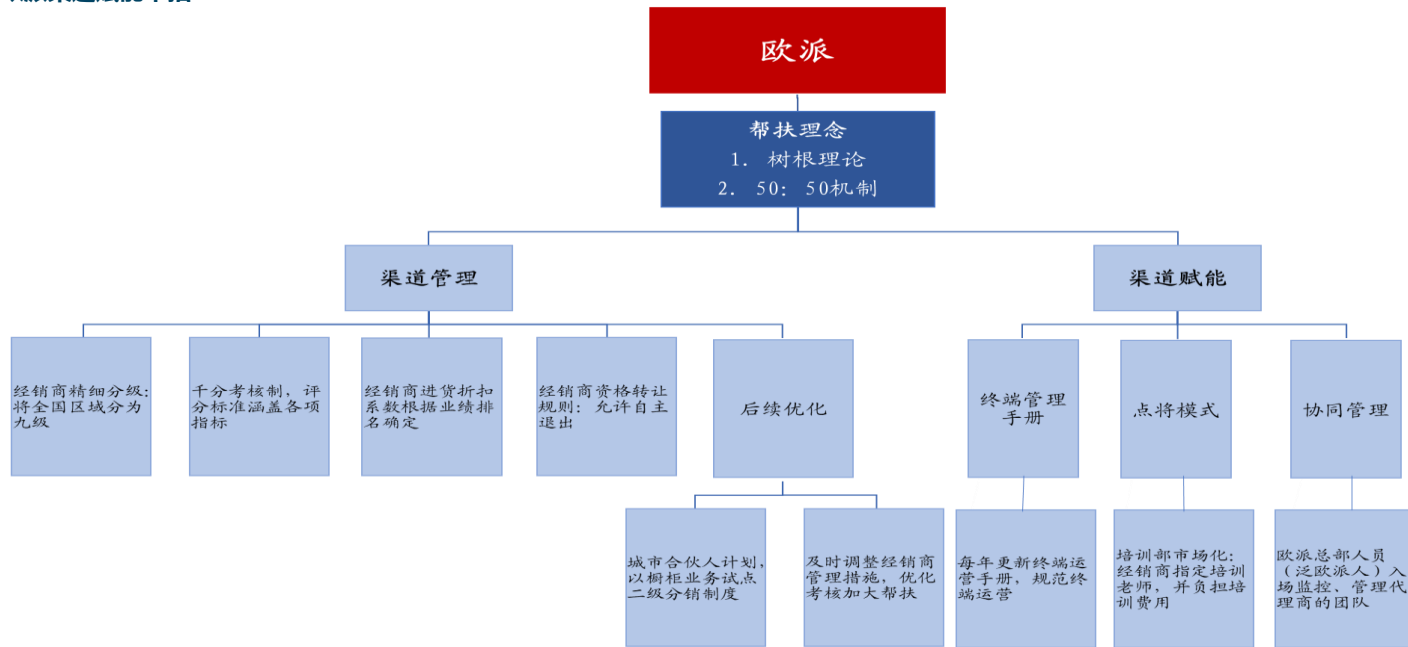 欧派
帮扶理念
1. 树根理论
2. 50：50机制
渠道管理
渠道赋能
经销商精细分级：
将全国区域分为
九级
千分考核制，评
分标准涵盖各项
指标
经销商进货折扣
系数根据业绩排
名确定
经销商资格转让
规则：允许自主
退出
后续优化
终端管理
手册
点将模式
协同管理
城市合伙人计划，
以橱柜业务试点
二级分销制度
及时调整经销商
管理措施，优化
考核加大帮扶
每年更新终端运
营手册，规范终
端运营
培训部市场化：
经销商指定培训
老师，并负担培
训费用
欧派总部人员
（泛欧派人）入
场监控、管理代
理商的团队